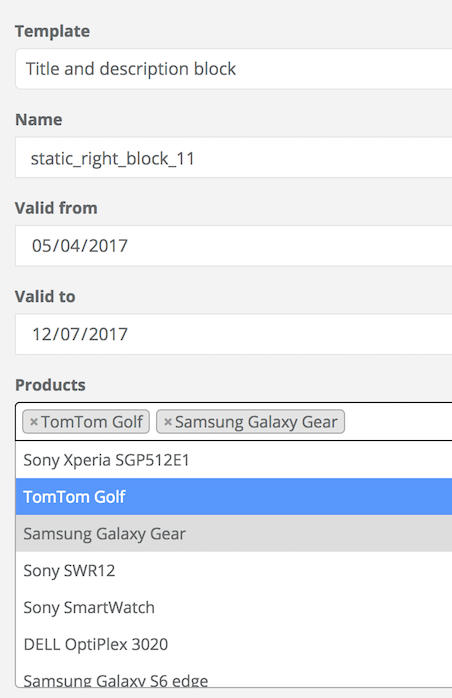 Template
Title and description block
Name
static_right_block_11
Valid from
05/04/2017
Valid to
12/07/2017
Products
×TomTom Golf ×Samsung Galaxy Gear
Sony Xperia SGP512E1
TomTom Golf
Samsung Galaxy Gear
Sony SWR12
Sony SmartWatch
DELL OptiPlex 3020
Samsung Galaxy S6 edge